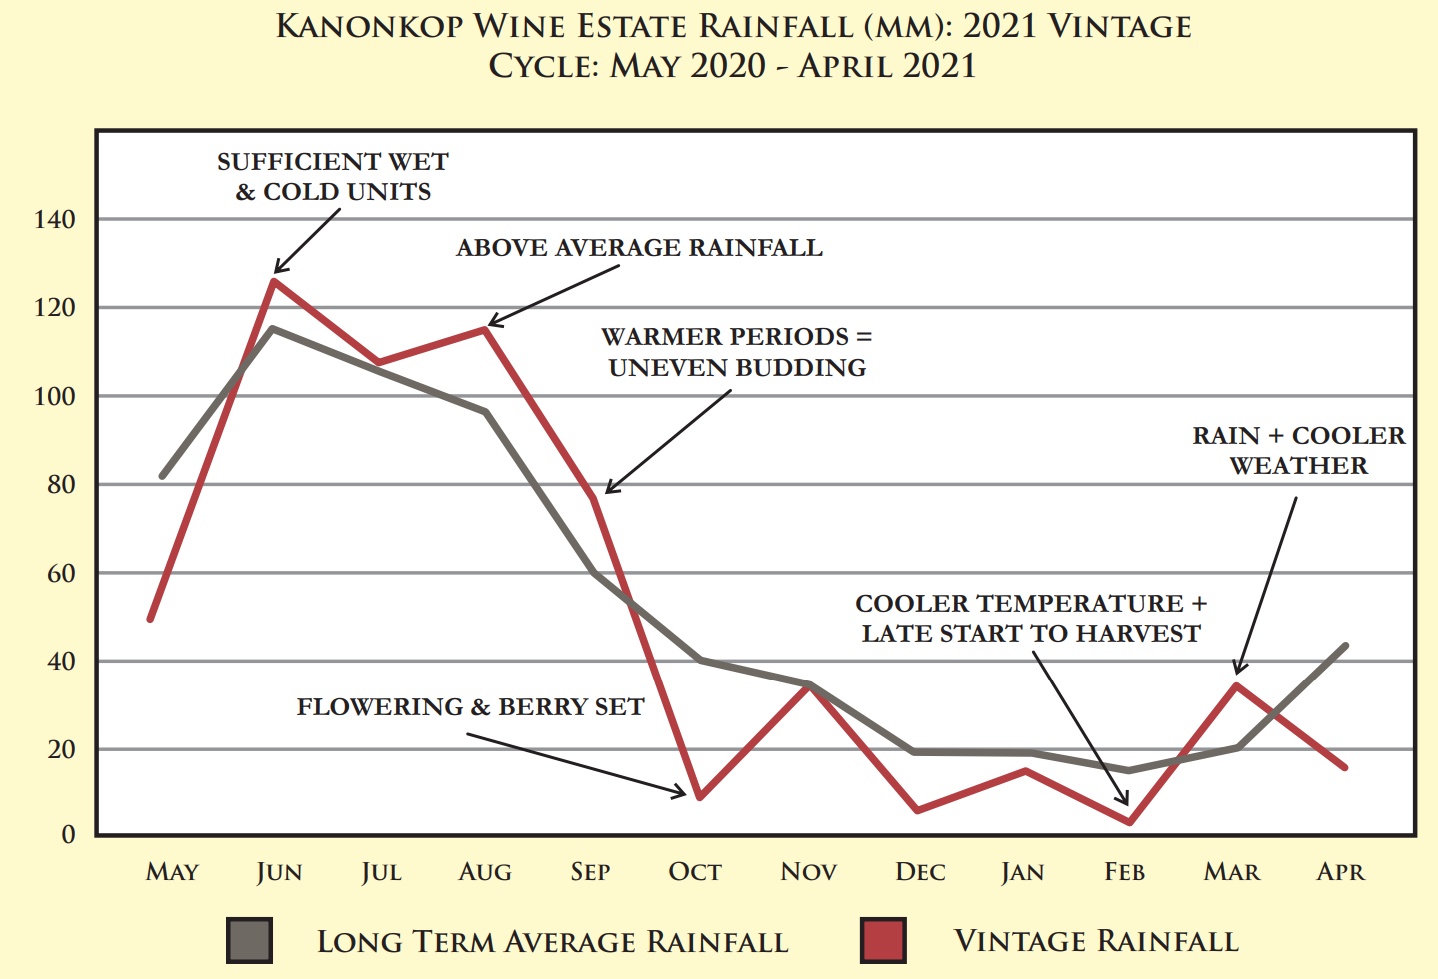 KANONKOP WINE ESTATE RAINFALL (MM): 2021 VINTAGE
CYCLE: MAY 2020 - APRIL 2021
SUFFICIENT WET
& COLD UNITS
ABOVE AVERAGE RAINFALL
WARMER PERIODS =
UNEVEN BUDDING
RAIN + COOLER
WEATHER
COOLER TEMPERATURE +
LATE START TO HARVEST
FLOWERING & BERRY SET
140
120
100
80
60
40
20
0
MAY JUN JUL AUG SEP OCT NOV DEC JAN FEB MAR APR
LONG TERM AVERAGE RAINFALL VINTAGE RAINFALL